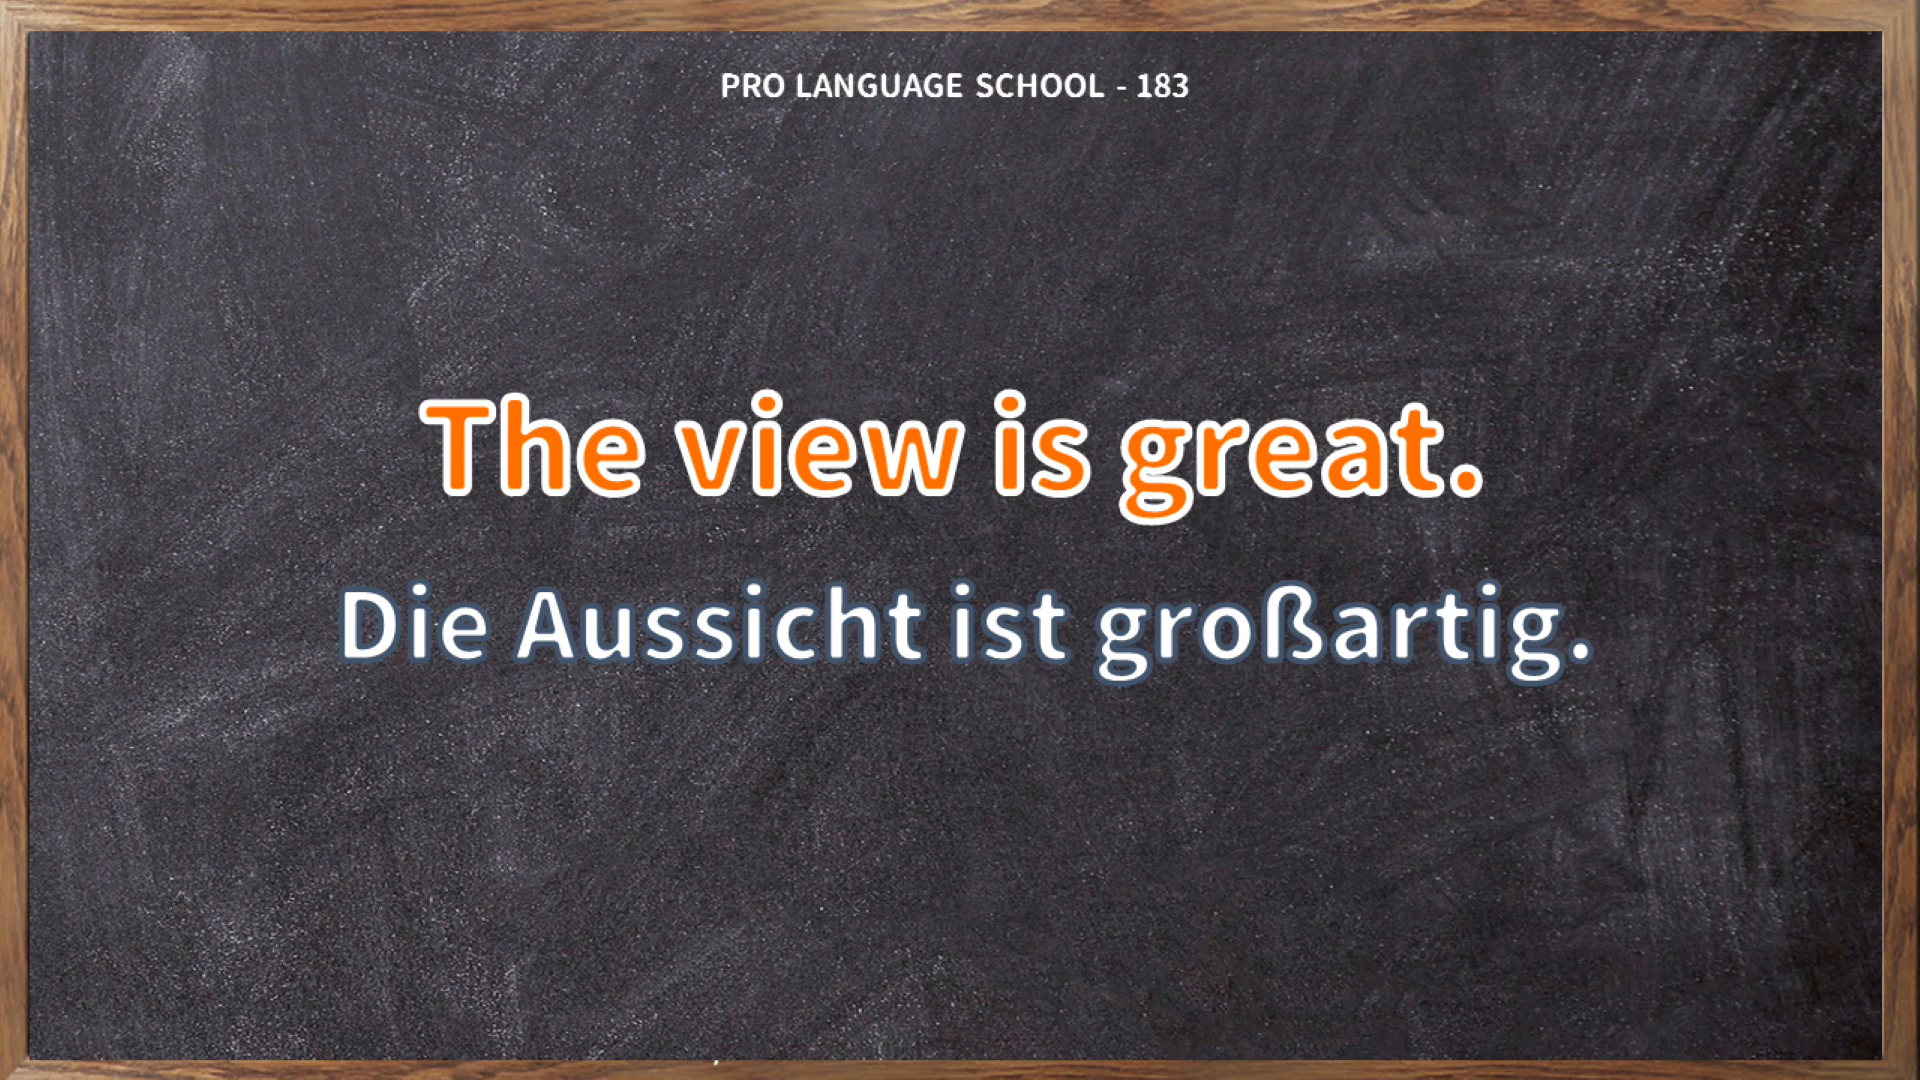 PRO LANGUAGE SCHOOL - 183
The view is great.
Die Aussicht ist großartig.